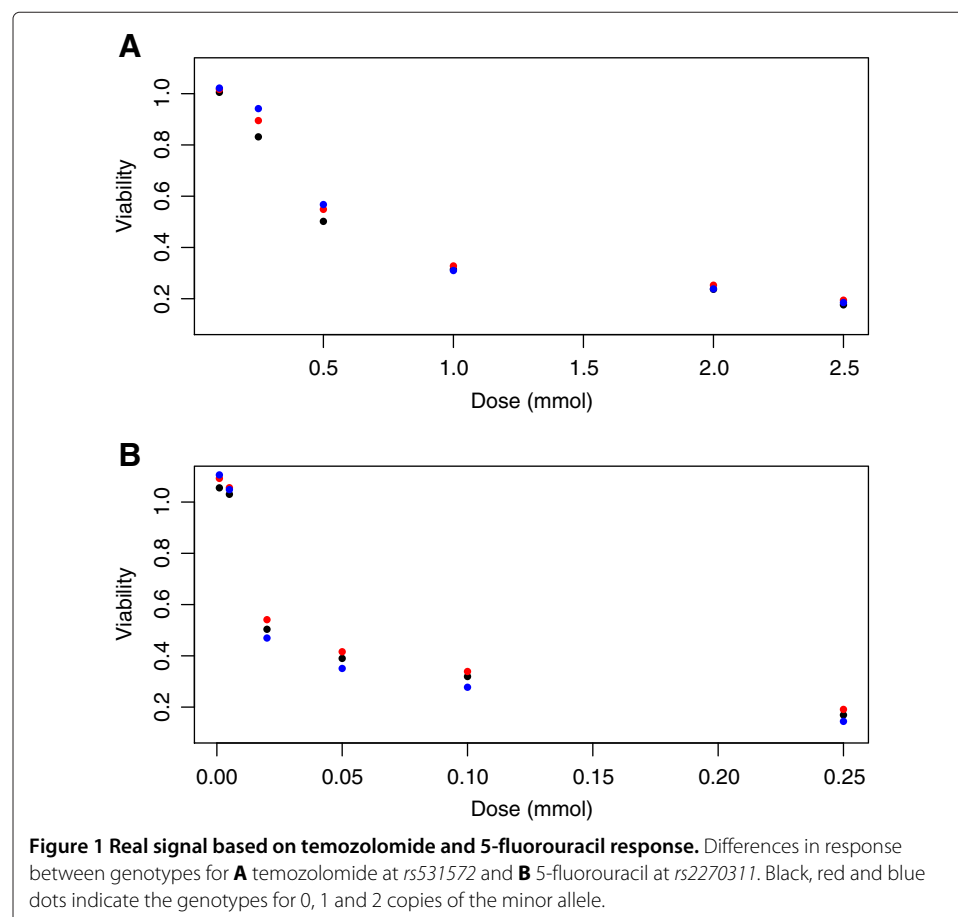 A
1.0
0.8
0.6
0.4
0.2
Viability
0.5 1.0 1.5 2.0 2.5
Dose (mmol)
B
1.0
0.8
0.6
0.4
0.2
Viability
0.00 0.05 0.10 0.15 0.20 0.25
Dose (mmol)
Figure 1 Real signal based on temozolomide and 5-fluorouracil response. Differences in response
between genotypes for A temozolomide at rs531572 and B 5-fluorouracil at rs2270311. Black, red and blue
dots indicate the genotypes for 0, 1 and 2 copies of the minor allele.